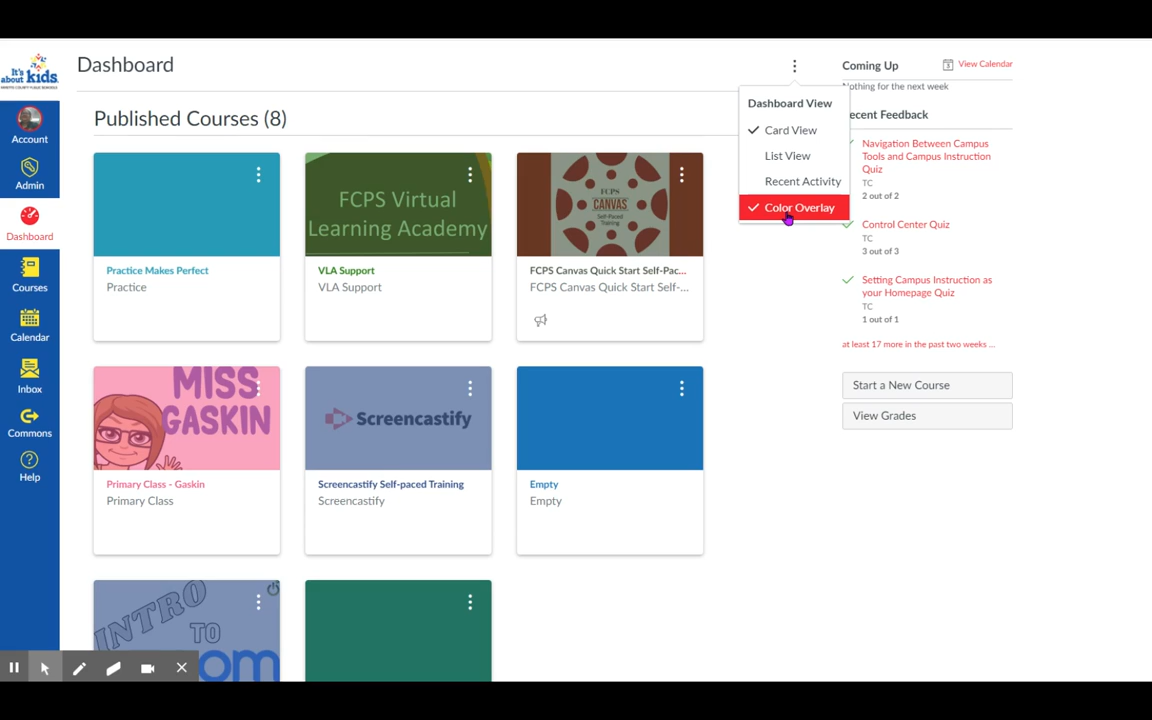 It's
about kids
Account
Admin
Dashboard
Courses
Calendar
Inbox
Commons
Help
Dashboard
Published Courses (8)
Practice Makes Perfect
Practice
FCPS Virtual
Learning Academy
VLA Support
VLA Support
FCPS
CANVAS
Self-Paced
Training
FCPS Canvas Quick Start Self-Pac...
FCPS Canvas Quick Start Self-...
MISS
GASKIN
Primary Class - Gaskin
Primary Class
Screencastify
Screencastify Self-paced Training
Screencastify
Empty
Empty
INTRO
TO
om
Dashboard View
Card View
List View
Recent Activity
Color Overlay
Coming Up
View Calendar
Nothing for the next week
ecent Feedback
Navigation Between Campus
Tools and Campus Instruction
Quiz
TC
2 out of 2
Control Center Quiz
TC
3 out of 3
Setting Campus Instruction as
your Homepage Quiz
TC
1 out of 1
at least 17 more in the past two weeks ...
Start a New Course
View Grades